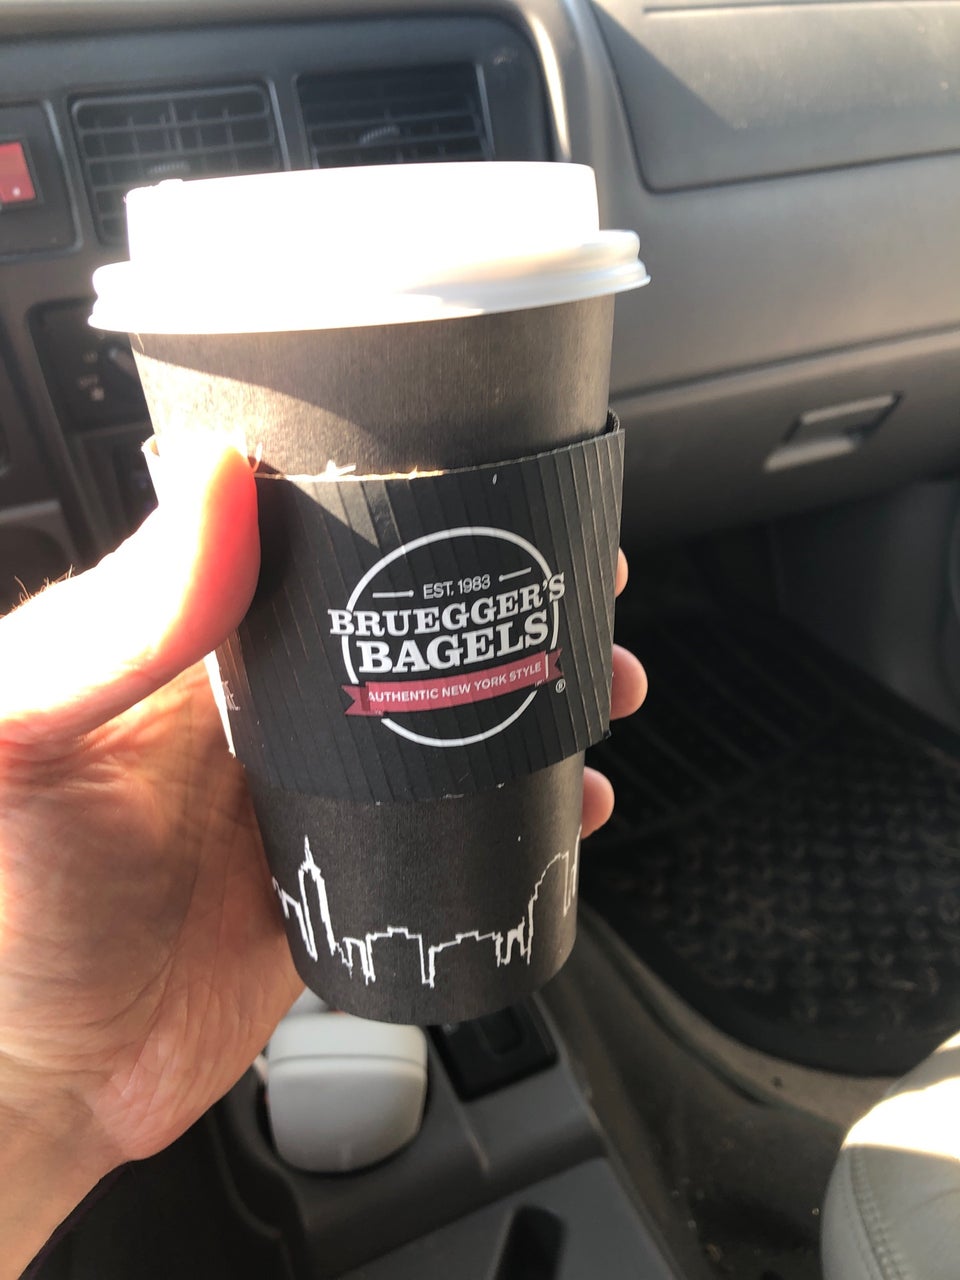 EST. 1983
BRUEGGER'S
BAGELS
AUTHENTIC NEW YORK STYLE
®